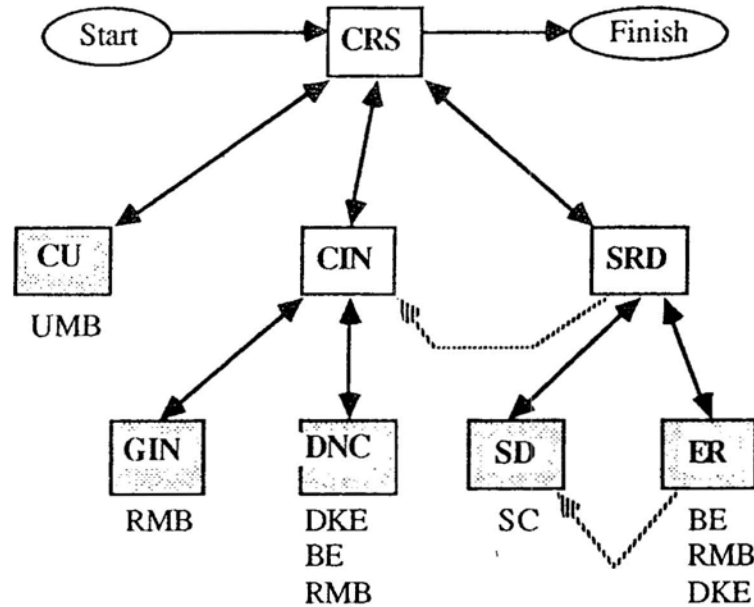 Start
CRS
Finish
CU
CIN
SRD
UMB
GIN
DNC
SD
ER
RMB
DKE
SC
BE
BE
RMB
RMB
DKE